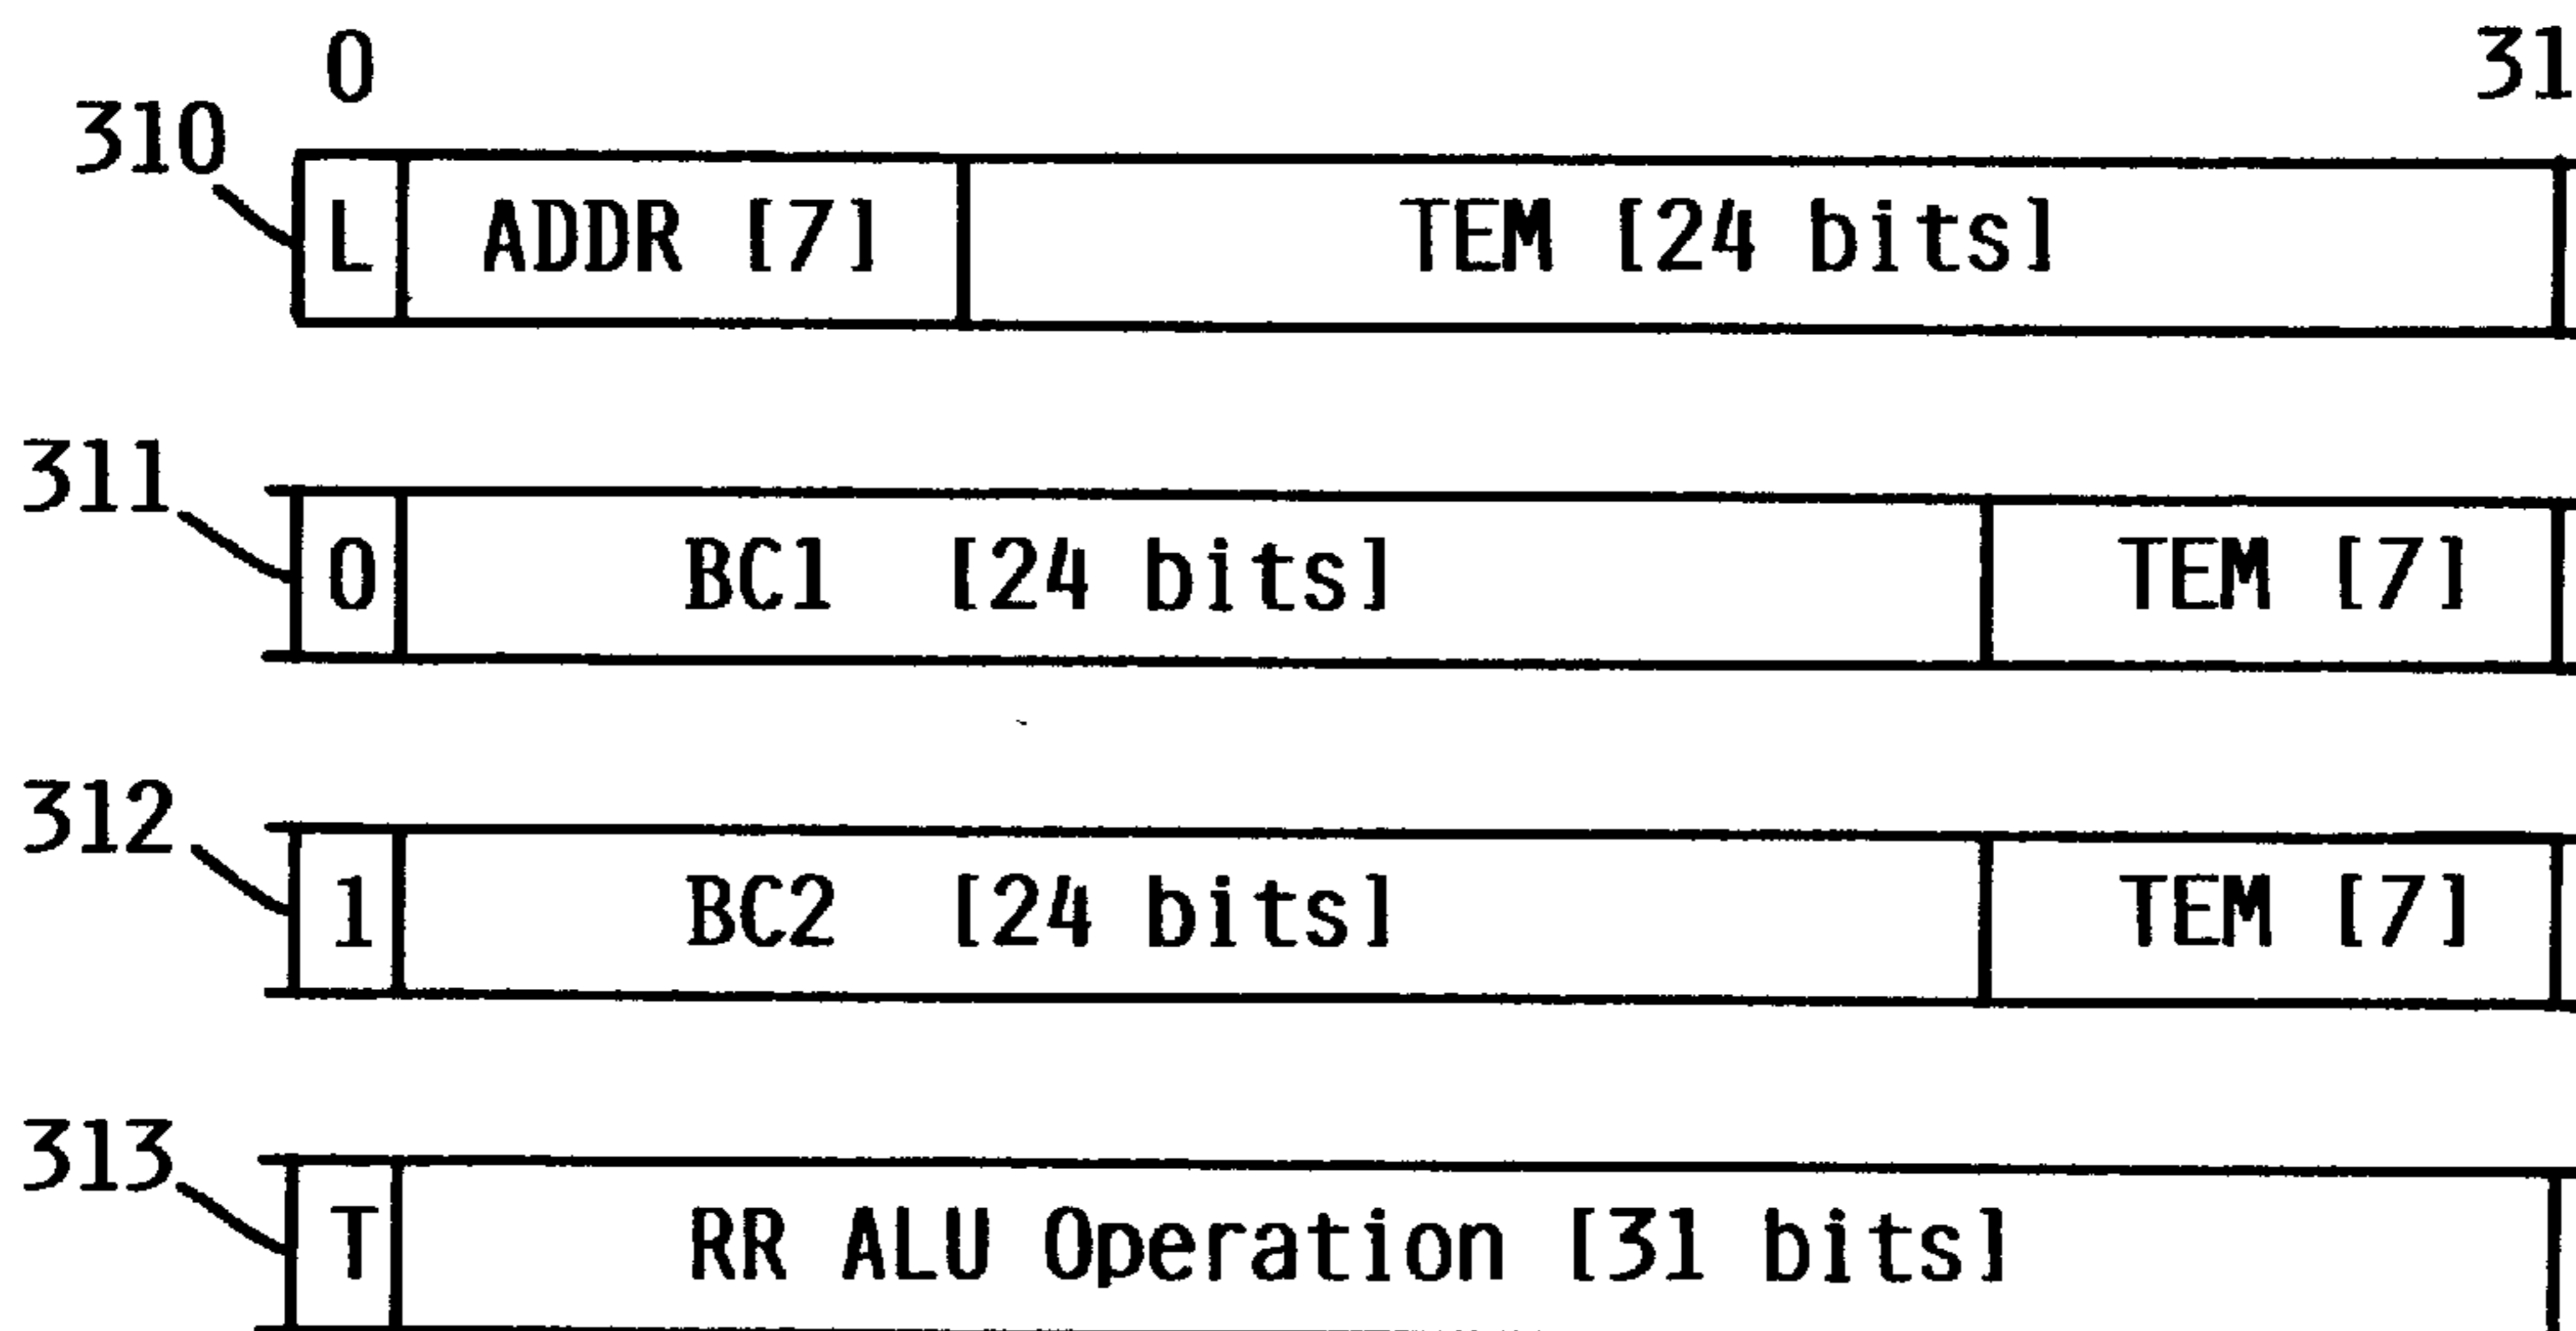 0 31
310
L ADDR [7] TEM [24 bits]
311
0 BC1 [24 bits] TEM [7]
312
1 BC2 [24 bits] TEM [7]
313
T RR ALU Operation [31 bits]